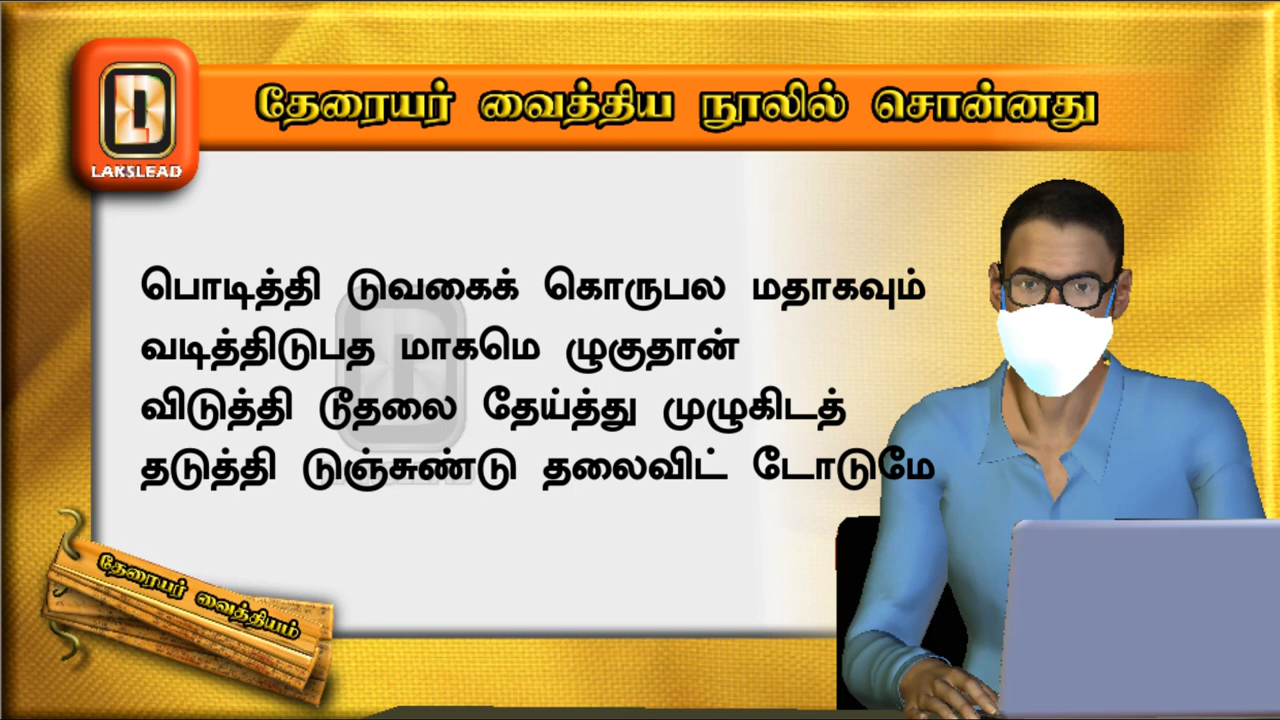 தேரையர் வைத்திய நூலில் சொன்னது
LAKSLEAD
பொடித்தி டுவகைக் கொருபல மதாகவும்
வடித்திடுபத மாகமெ ழுகுதான்
விடுத்தி டூதலை தேய்த்து முழுகிடத்
தடுத்தி டுஞ்சுண்டு தலைவிட் டோடுமே
தேரையர் வைத்தியம்